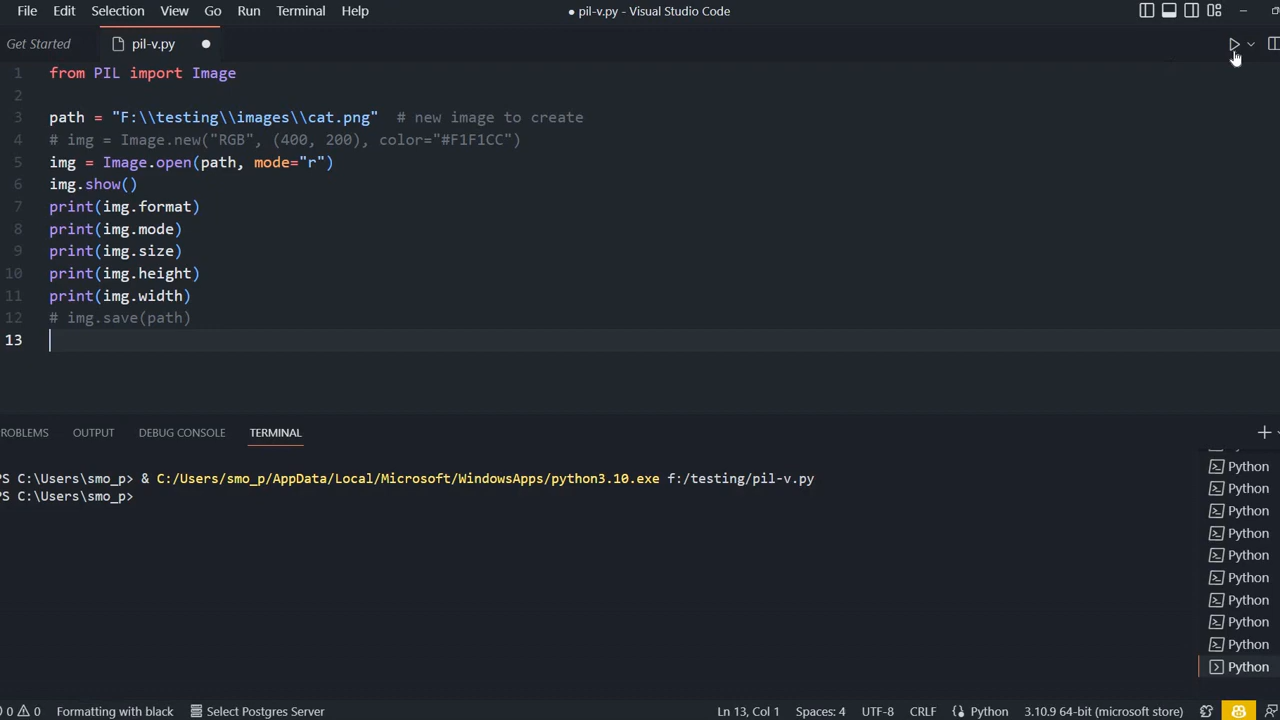 File Edit Selection View Go Run Terminal Help ● pil-v.py - Visual Studio Code
Get Started pil-v.py
1 from PIL import Image
2
3 path = "F:\\testing\\images\\cat.png"  # new image to create
4 # img = Image.new("RGB", (400, 200), color="#F1F1CC")
5 img = Image.open(path, mode="r")
6 img.show()
7 print(img.format)
8 print(img.mode)
9 print(img.size)
10 print(img.height)
11 print(img.width)
12 # img.save(path)
13
ROBLEMS OUTPUT DEBUG CONSOLE TERMINAL
PS C:\Users\smo_p> & C:/Users/smo_p/AppData/Local/Microsoft/WindowsApps/python3.10.exe f:/testing/pil-v.py
PS C:\Users\smo_p>
Python
Python
Python
Python
Python
Python
Python
Python
Python
Python
0 0 Formatting with black Select Postgres Server Ln 13, Col 1 Spaces: 4 UTF-8 CRLF Python 3.10.9 64-bit (microsoft store)